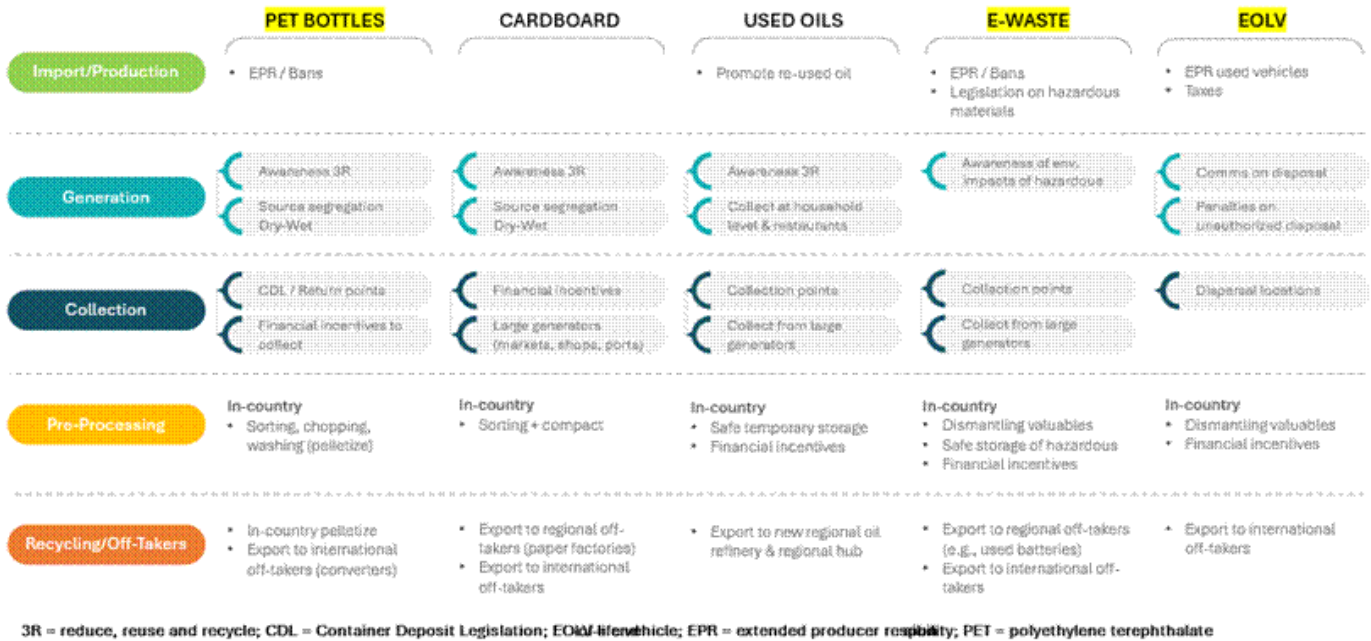 PET BOTTLES
CARDBOARD
USED OILS
E-WASTE
EOLV
Import/Production
• EPR / Bans
• Promote re-used oil
• EPR / Bans
• Legislation on hazardous
materials
• EPR used vehicles
• Taxes
Generation
Awareness 3R
Source segregation
Dry-Wet
Awareness 3R
Source segregation
Dry-Wet
Awareness 3R
Collect at household
level & restaurants
Awareness of env.
impacts of hazardous
Comms on disposal
Penalties on
unauthorized disposal
Collection
CDL / Return points
Financial incentives to
collect
Financial incentives
Large generators
(markets, shops, ports)
Collection points
Collect from large
generators
Collection points
Collect from large
generators
Dispersal locations
Pre-Processing
In-country
• Sorting, chopping,
washing (pelletize)
In-country
• Sorting + compact
In-country
• Safe temporary storage
• Financial incentives
In-country
• Dismantling valuables
• Safe storage of hazardous
• Financial incentives
In-country
• Dismantling valuables
• Financial incentives
Recycling/Off-Takers
• In-country pelletize
• Export to international
off-takers (converters)
• Export to regional off-
takers (paper factories)
• Export to international
off-takers
• Export to new regional oil
refinery & regional hub
• Export to regional off-takers
(e.g., used batteries)
• Export to international off-
takers
• Export to international
off-takers
3R = reduce, reuse and recycle; CDL = Container Deposit Legislation; EPR = extended producer PET = polyethylene terephthalate